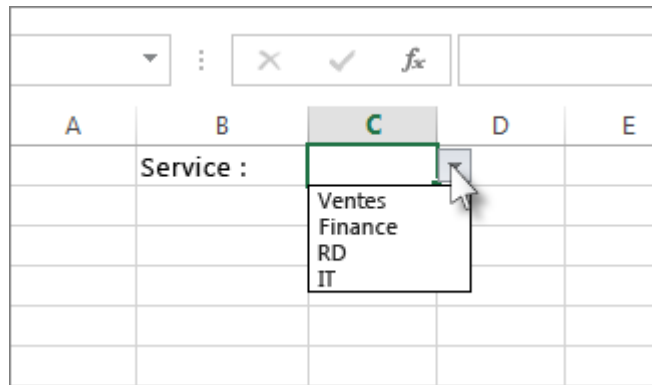 fx
A B C D E
Service :
Ventes
Finance
RD
IT